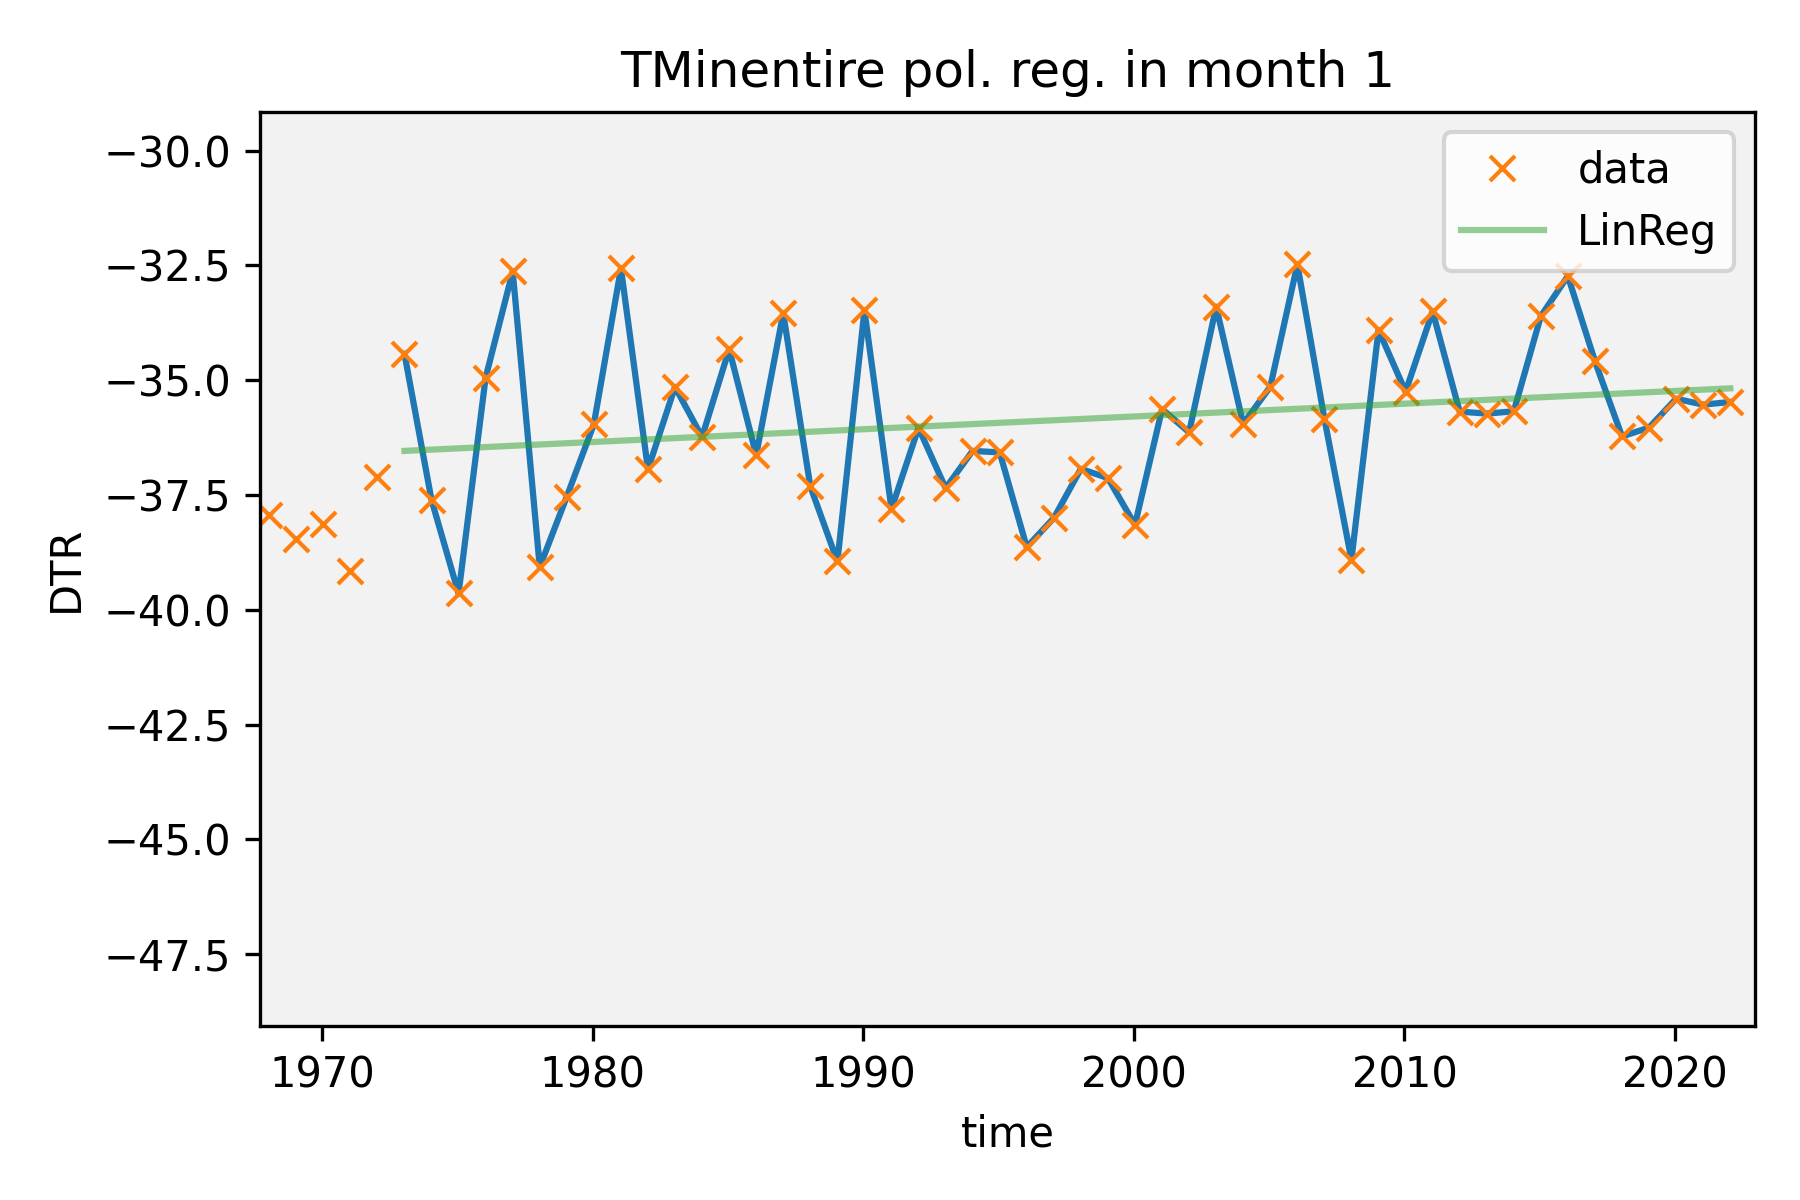 TMinentire pol. reg. in month 1
data
LinReg
−30.0
−32.5
−35.0
−37.5
−40.0
−42.5
−45.0
−47.5
DTR
1970 1980 1990 2000 2010 2020
time